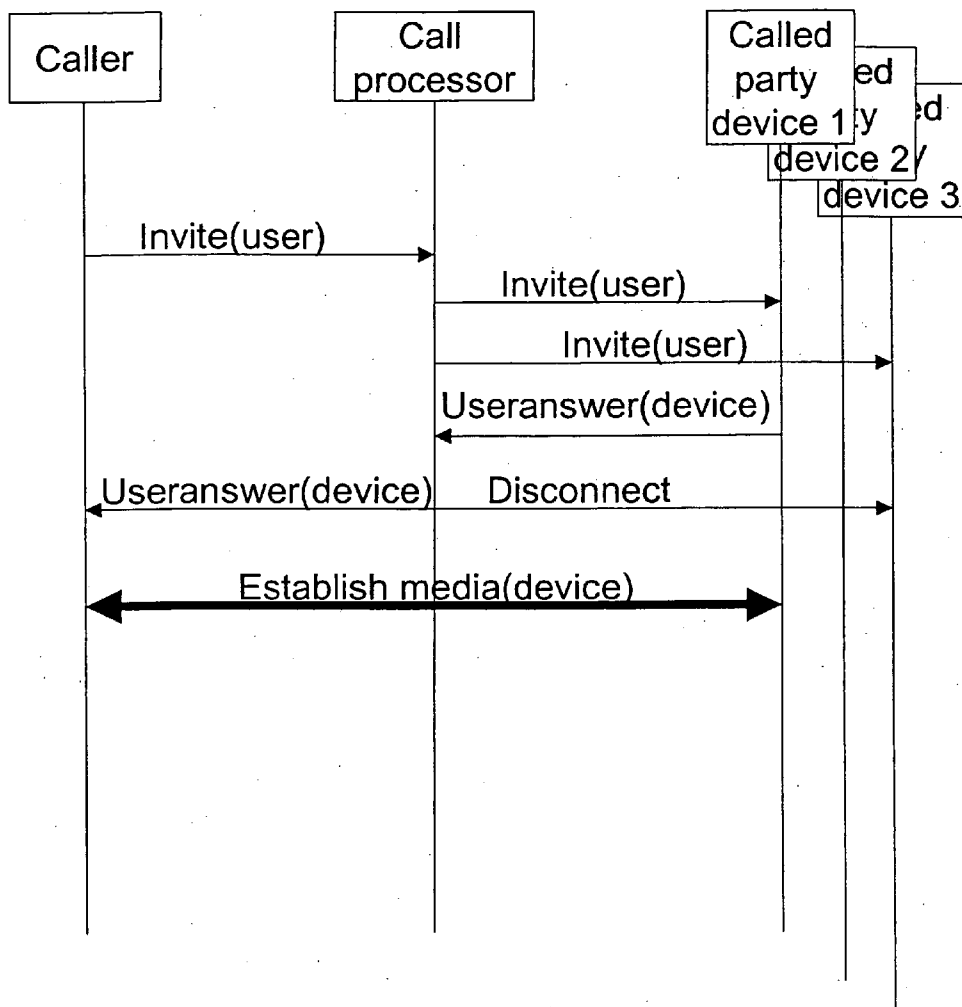 Caller
Call
processor
Called
party
device 1
ed
ty
device 2
ed
y
device 3
Invite(user)
Invite(user)
Invite(user)
Useranswer(device)
Useranswer(device) Disconnect
Establish media(device)